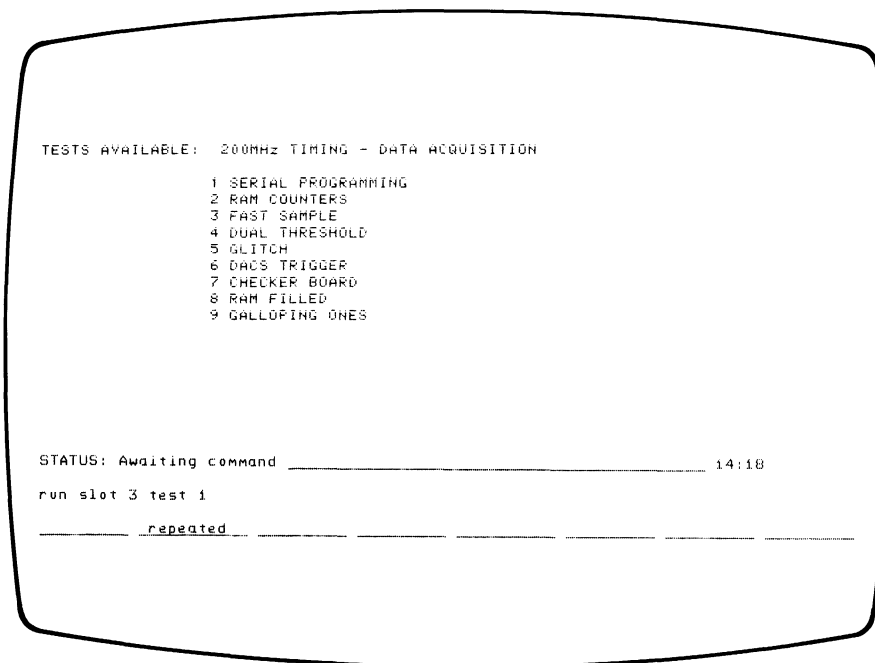 TESTS AVAILABLE: 200MHz TIMING - DATA ACQUISITION
1 SERIAL PROGRAMMING
2 RAM COUNTERS
3 FAST SAMPLE
4 DUAL THRESHOLD
5 GLITCH
6 DACS TRIGGER
7 CHECKER BOARD
8 RAM FILLED
9 GALLOPING ONES
STATUS: Awaiting command 14:18
run slot 3 test 1
repeated